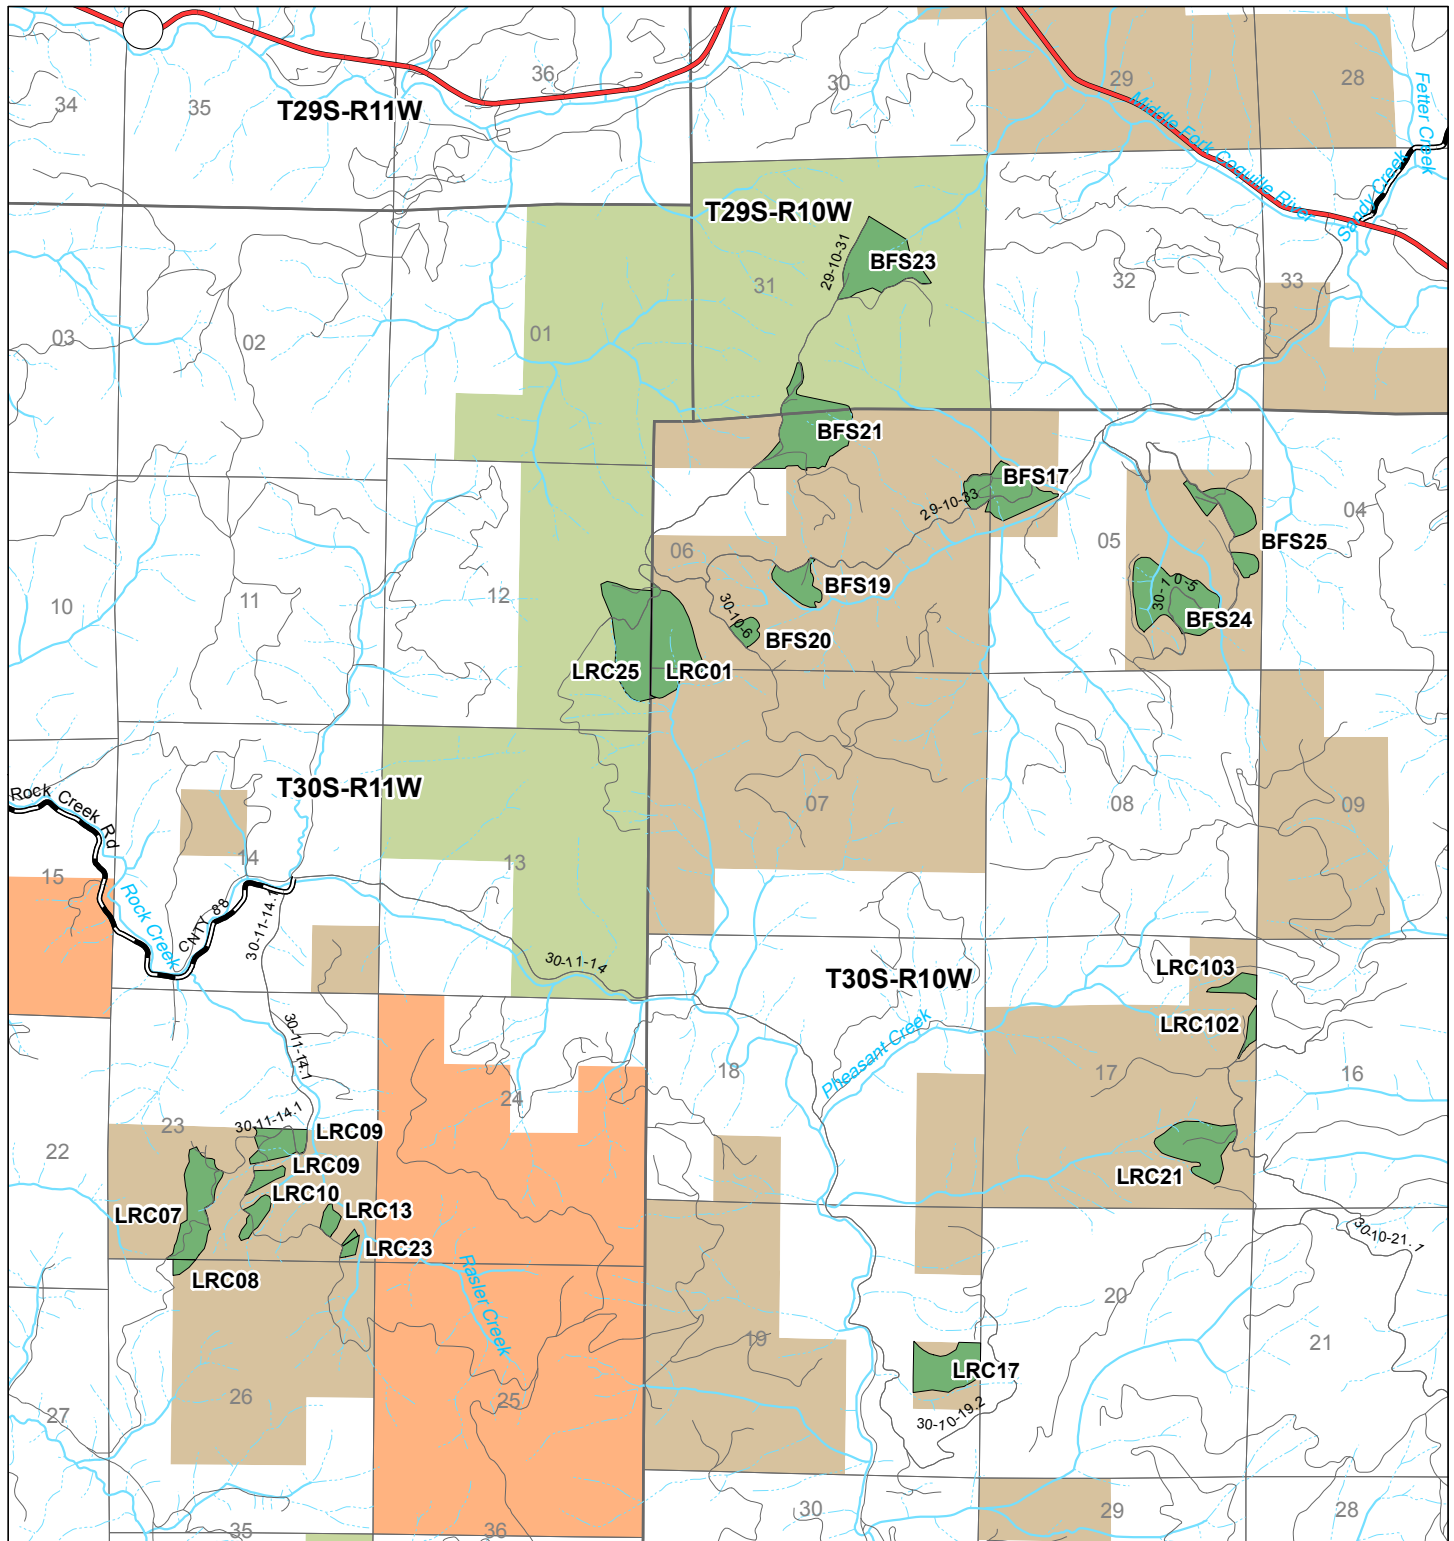 36
30
29
28
34
35
T29S-R11W
Fetter Creek
Middle Fork Coquille River
Sandy Creek
T29S-R10W
29-10-31
BFS23
31
32
33
03
02
01
BFS21
BFS17
29-10-33
04
05
BFS25
06
10
11
12
BFS19
30-10-6
BFS20
30-10-5
BFS24
LRC25
LRC01
T30S-R11W
Rock Creek Rd
07
08
09
14
13
15
Rock Creek
CNTY 88
30-11-14.1
30-11-14
T30S-R10W
LRC103
LRC102
Pheasant Creek
30-11-14.1
18
17
16
24
23
30-11-14.1
LRC09
22
LRC09
LRC10
LRC21
LRC07
LRC13
LRC23
30-10-21.1
LRC08
Rasler Creek
20
19
21
LRC17
26
25
27
30-10-19.2
30
29
28
35
36